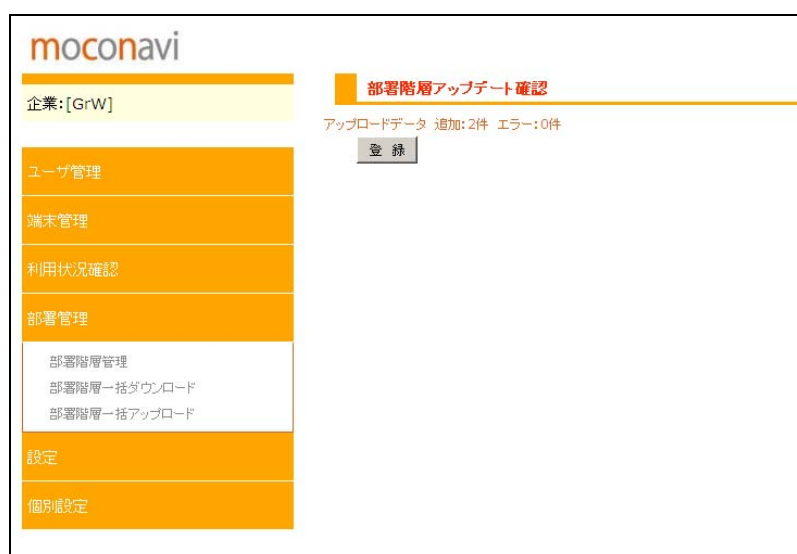 moconavi
企業:[GrW]
ユーザ管理
端末管理
利用状況確認
部署管理
部署階層管理
部署階層一括ダウンロード
部署階層一括アップロード
設定
個別設定
部署階層アップデート確認
アップロードデータ 追加:2件 エラー:0件
登 録